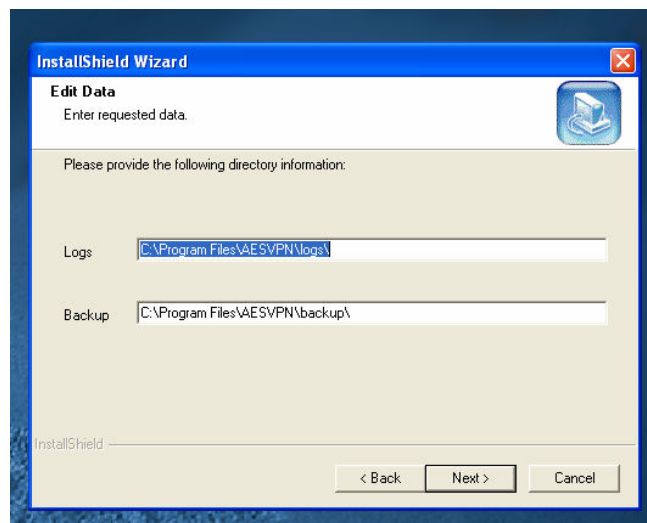 InstallShield Wizard
Edit Data
Enter requested data.
Please provide the following directory information:
Logs C:\Program Files\AESVPN\logs\
Backup C:\Program Files\AESVPN\backup\
InstallShield
< Back Next > Cancel